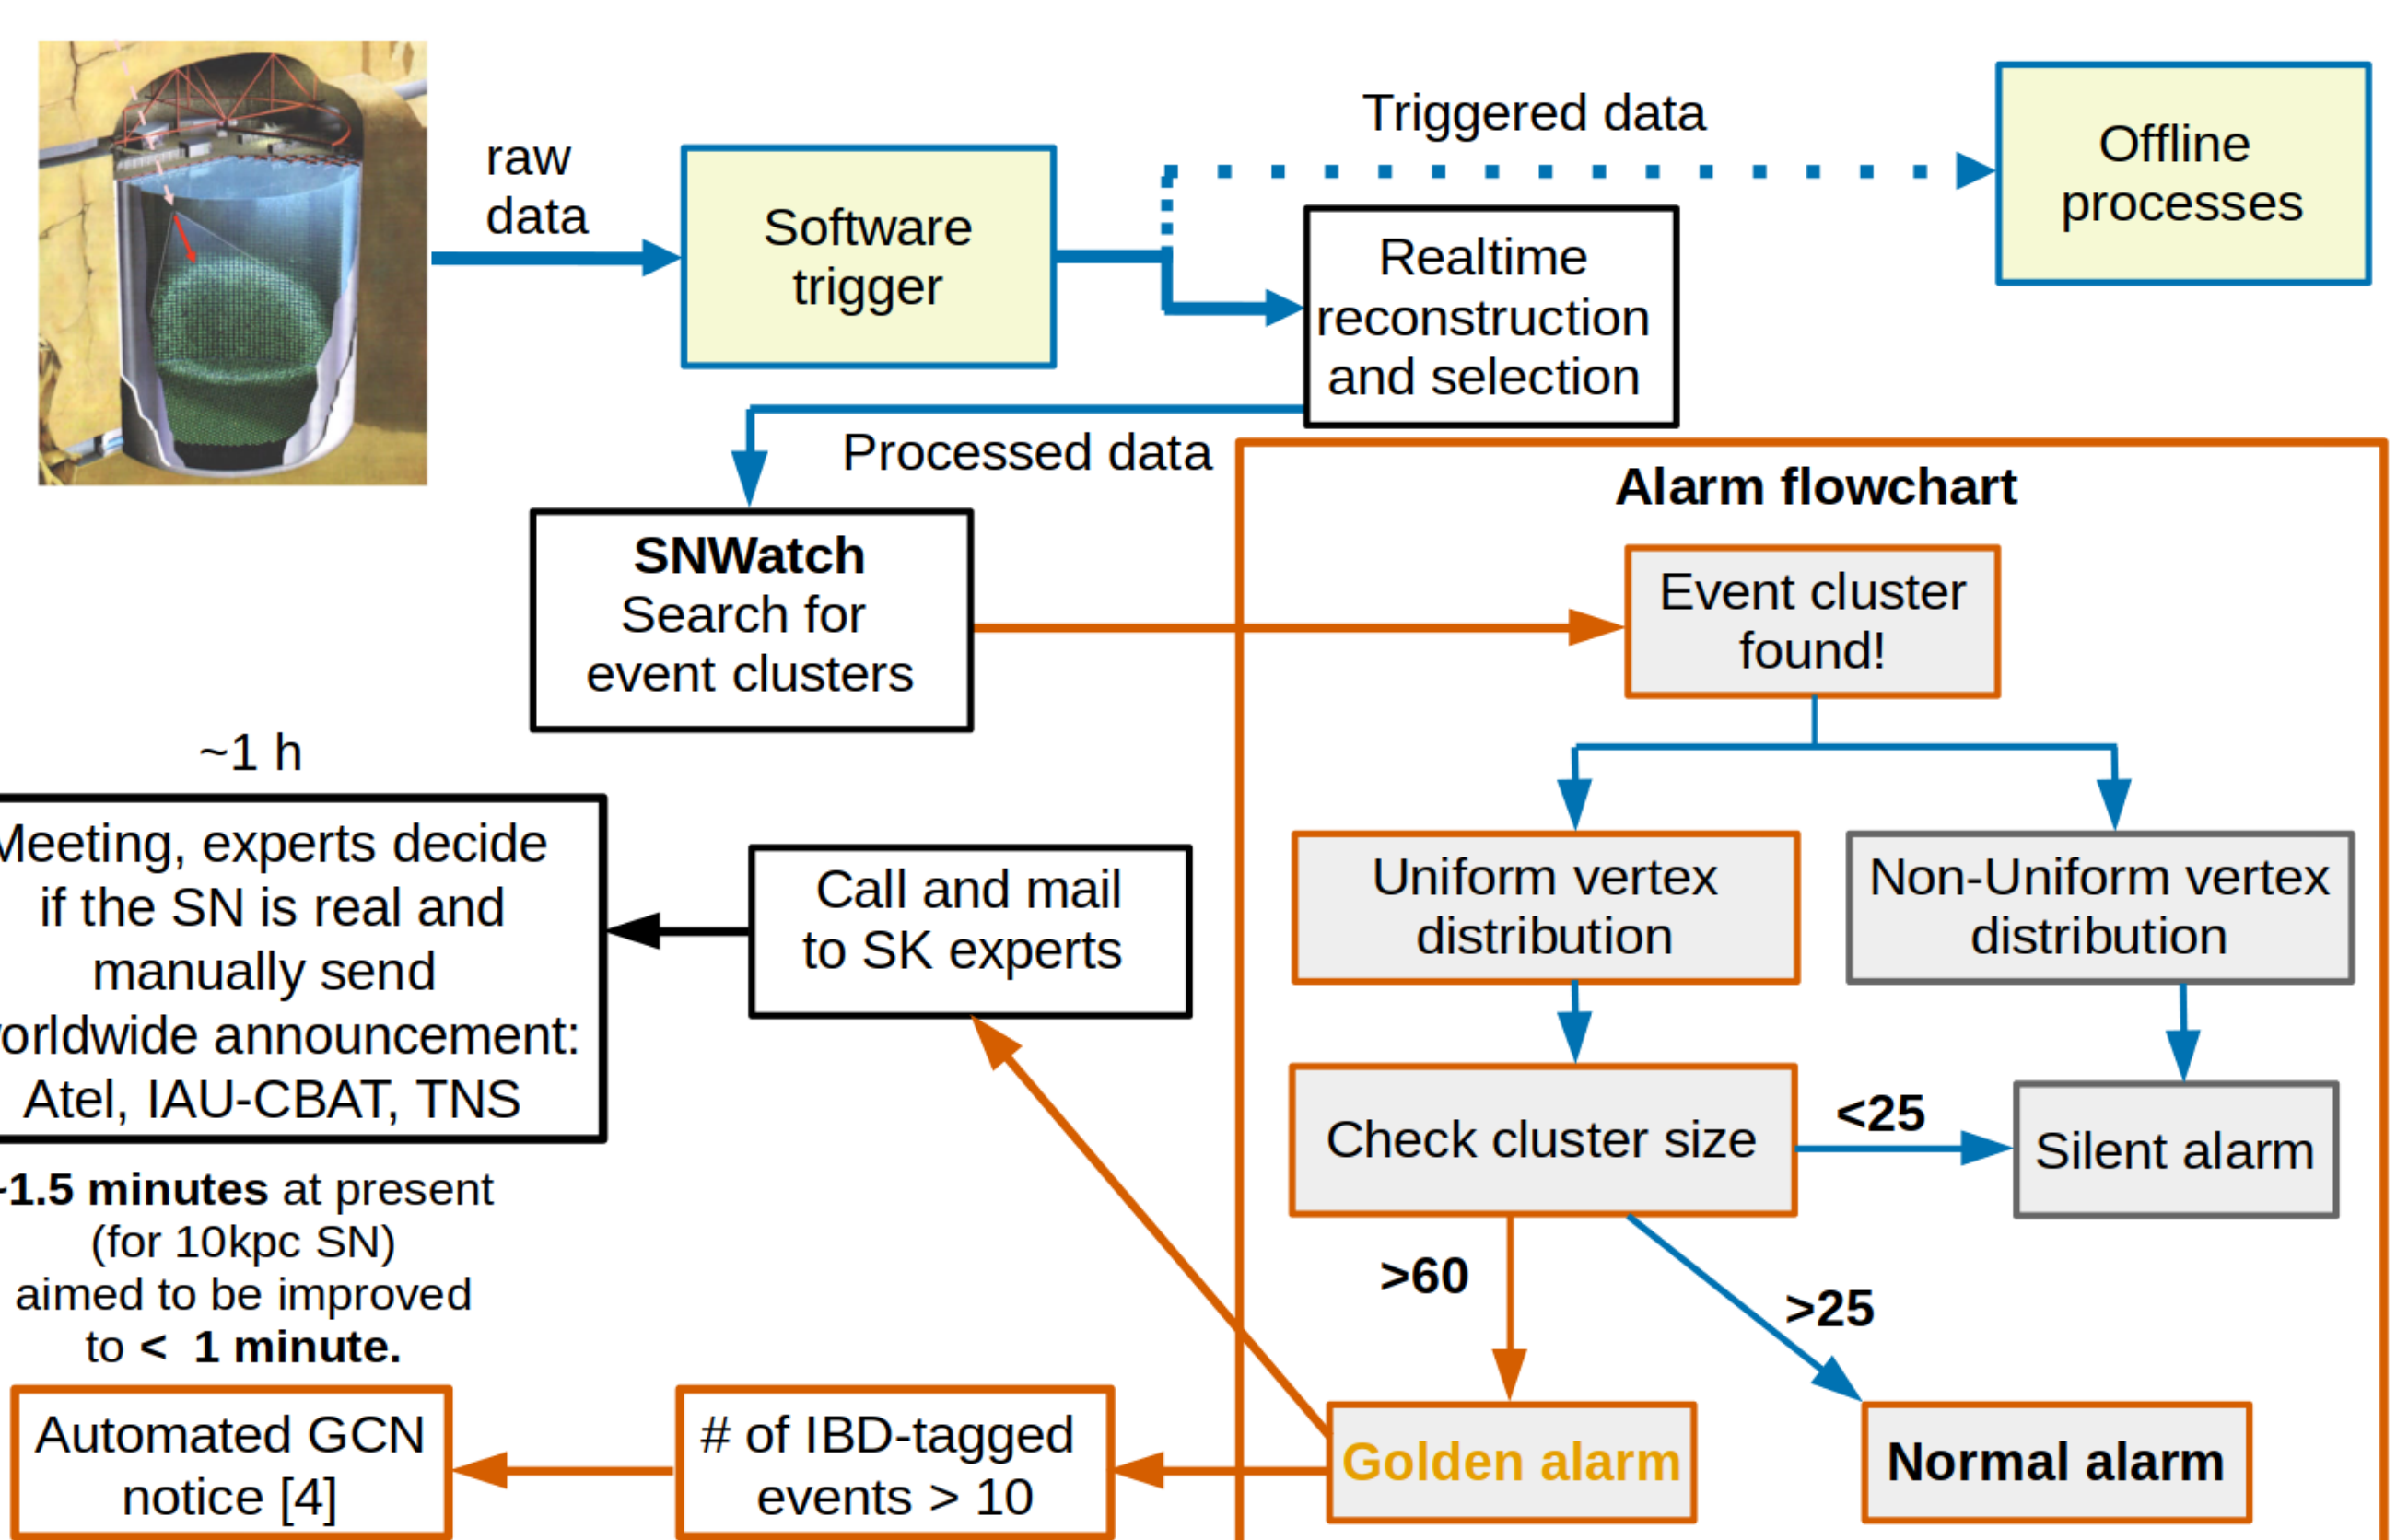 raw
data
Software
trigger
Triggered data
Offline
processes
Realtime
reconstruction
and selection
Processed data
SNWatch
Search for
event clusters
Alarm flowchart
Event cluster
found!
Uniform vertex
distribution
Non-Uniform vertex
distribution
Check cluster size
<25
Silent alarm
>60
>25
Golden alarm
Normal alarm
Call and mail
to SK experts
~1 h
Meeting, experts decide
if the SN is real and
manually send
orldwide announcement:
Atel, IAU-CBAT, TNS
~1.5 minutes at present
(for 10kpc SN)
aimed to be improved
to < 1 minute.
# of IBD-tagged
events > 10
Automated GCN
notice [4]